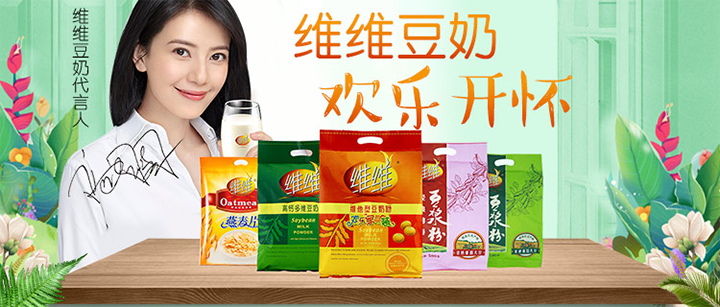 维维豆奶代言人
维维豆奶
欢乐开怀
维维
Oatmeal
燕麦片
维维
高钙多维豆奶粉
Soybean
MILK
POWDER
维维
维他型豆奶粉
Soybean
MILK
POWDER
豆浆粉
豆浆粉